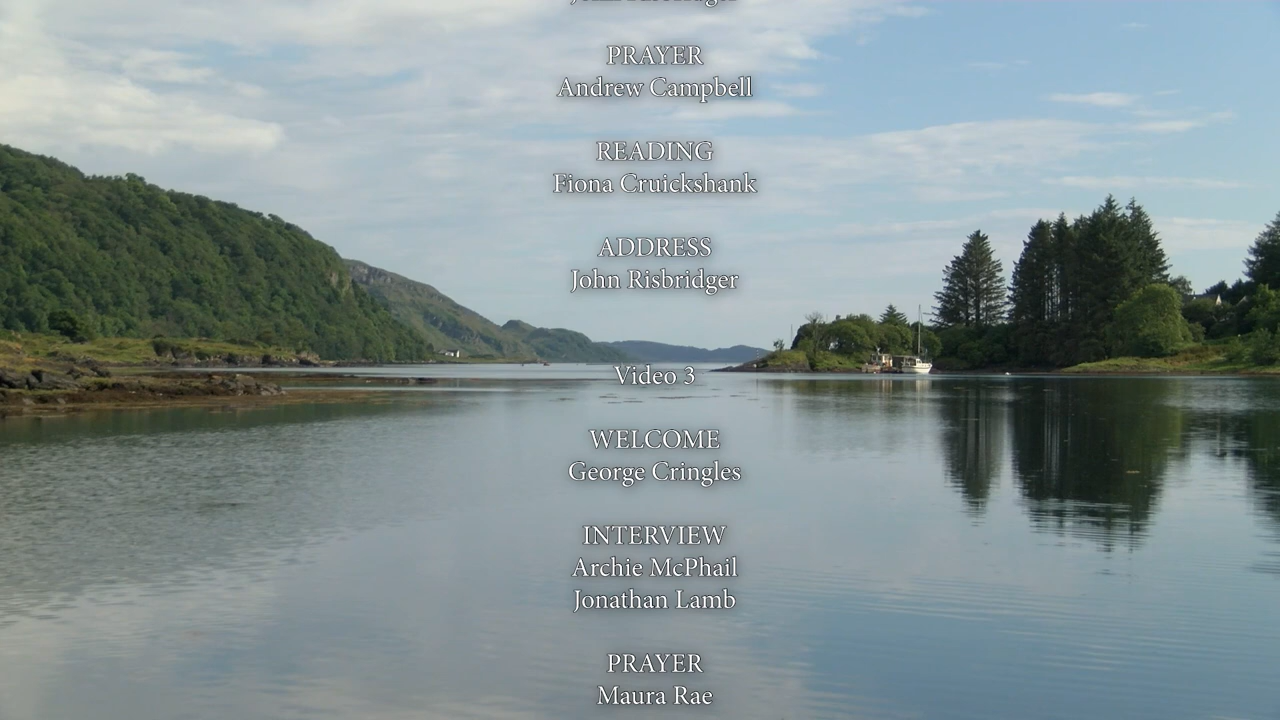 PRAYER
Andrew Campbell
READING
Fiona Cruickshank
ADDRESS
John Risbridger
Video 3
WELCOME
George Cringles
INTERVIEW
Archie McPhail
Jonathan Lamb
PRAYER
Maura Rae